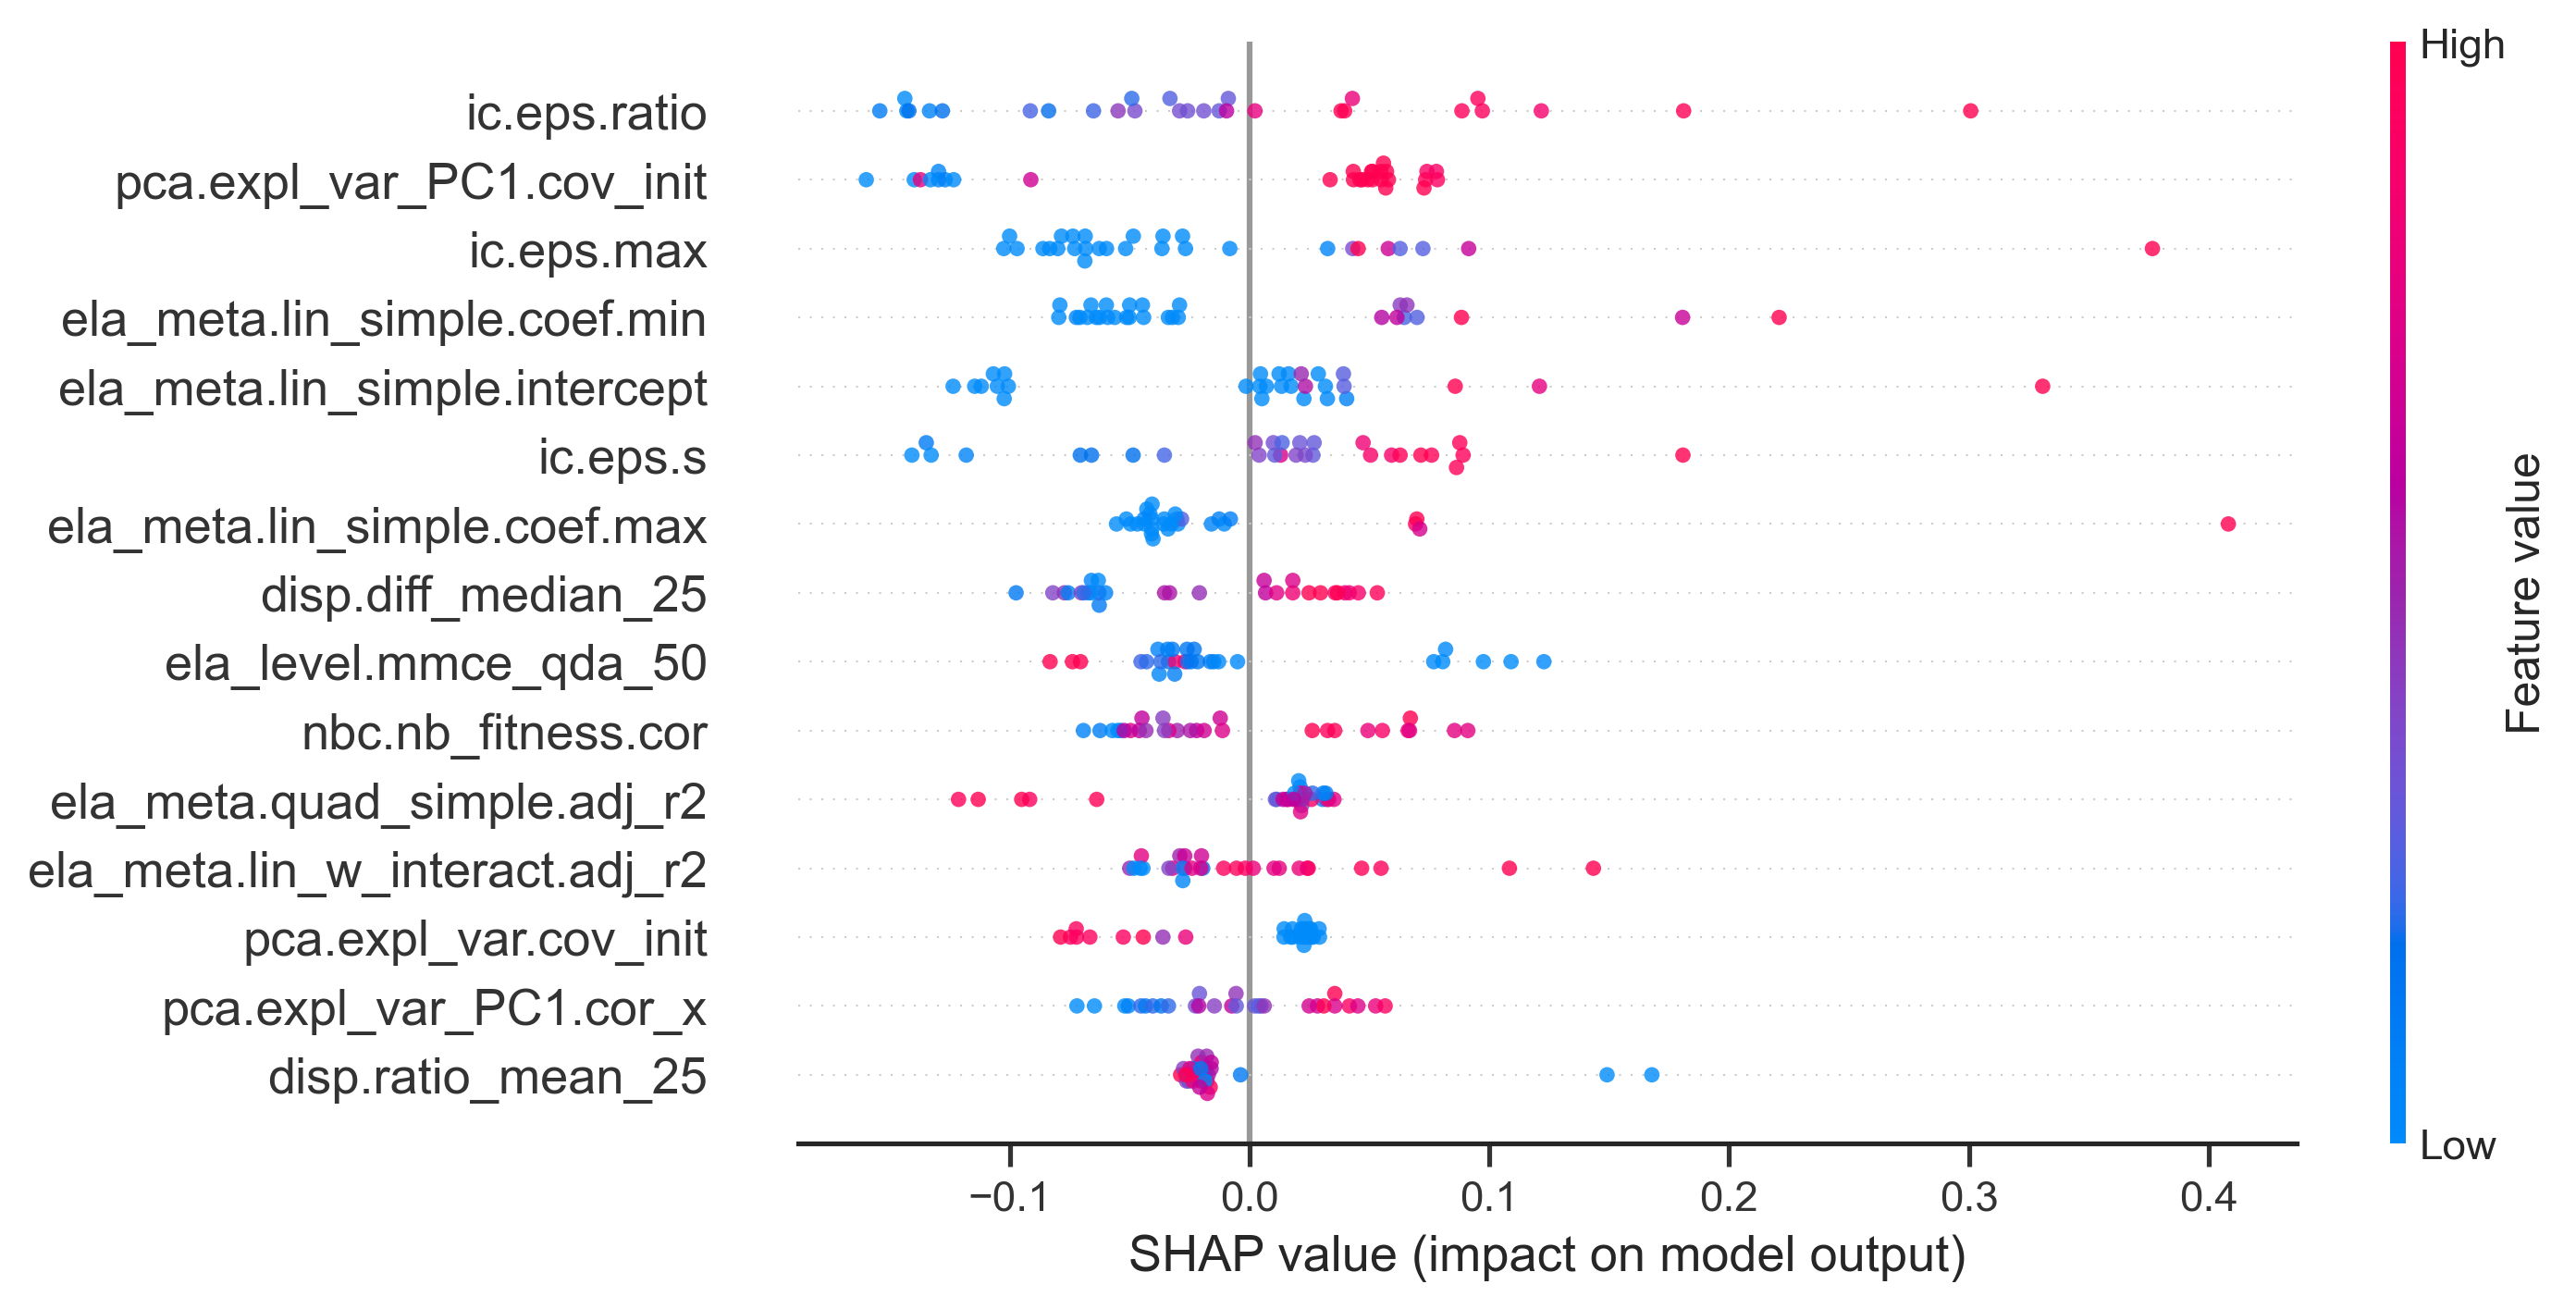 High
ic.eps.ratio
pca.expl_var_PC1.cov_init
ic.eps.max
ela_meta.lin_simple.coef.min
ela_meta.lin_simple.intercept
ic.eps.s
ela_meta.lin_simple.coef.max
disp.diff_median_25
ela_level.mmce_qda_50
nbc.nb_fitness.cor
ela_meta.quad_simple.adj_r2
ela_meta.lin_w_interact.adj_r2
pca.expl_var.cov_init
pca.expl_var_PC1.cor_x
disp.ratio_mean_25
Feature value
Low
−0.1 0.0 0.1 0.2 0.3 0.4
SHAP value (impact on model output)